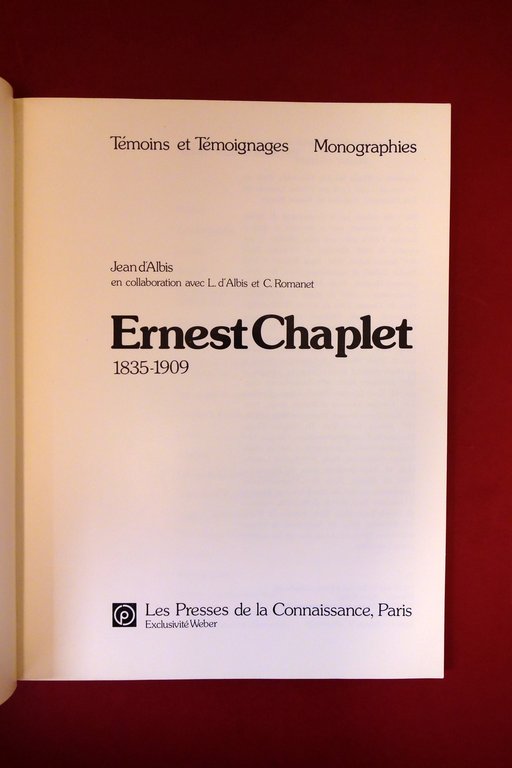 Témoins et Témoignages Monographies
Jean d'Albis
en collaboration avec L. d'Albis et C. Romanet
Ernest Chaplet
1835-1909
Les Presses de la Connaissance, Paris
Exclusivité Weber